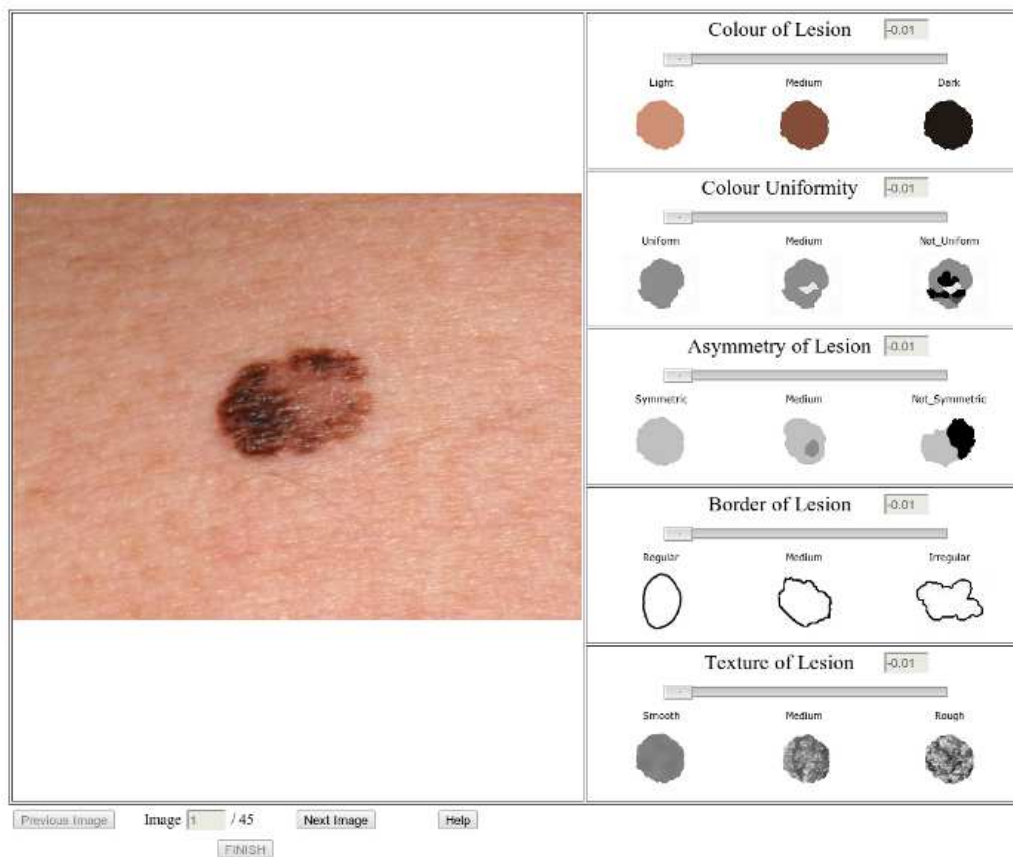 Colour of Lesion -0.01
Light Medium Dark
Colour Uniformity -0.01
Uniform Medium Not_Uniform
Asymmetry of Lesion -0.01
Symmetric Medium Not_Symmetric
Border of Lesion -0.01
Regular Medium Irregular
Texture of Lesion -0.01
Smooth Medium Rough
Previous Image Image 1 / 45 Next Image Help
FINISH